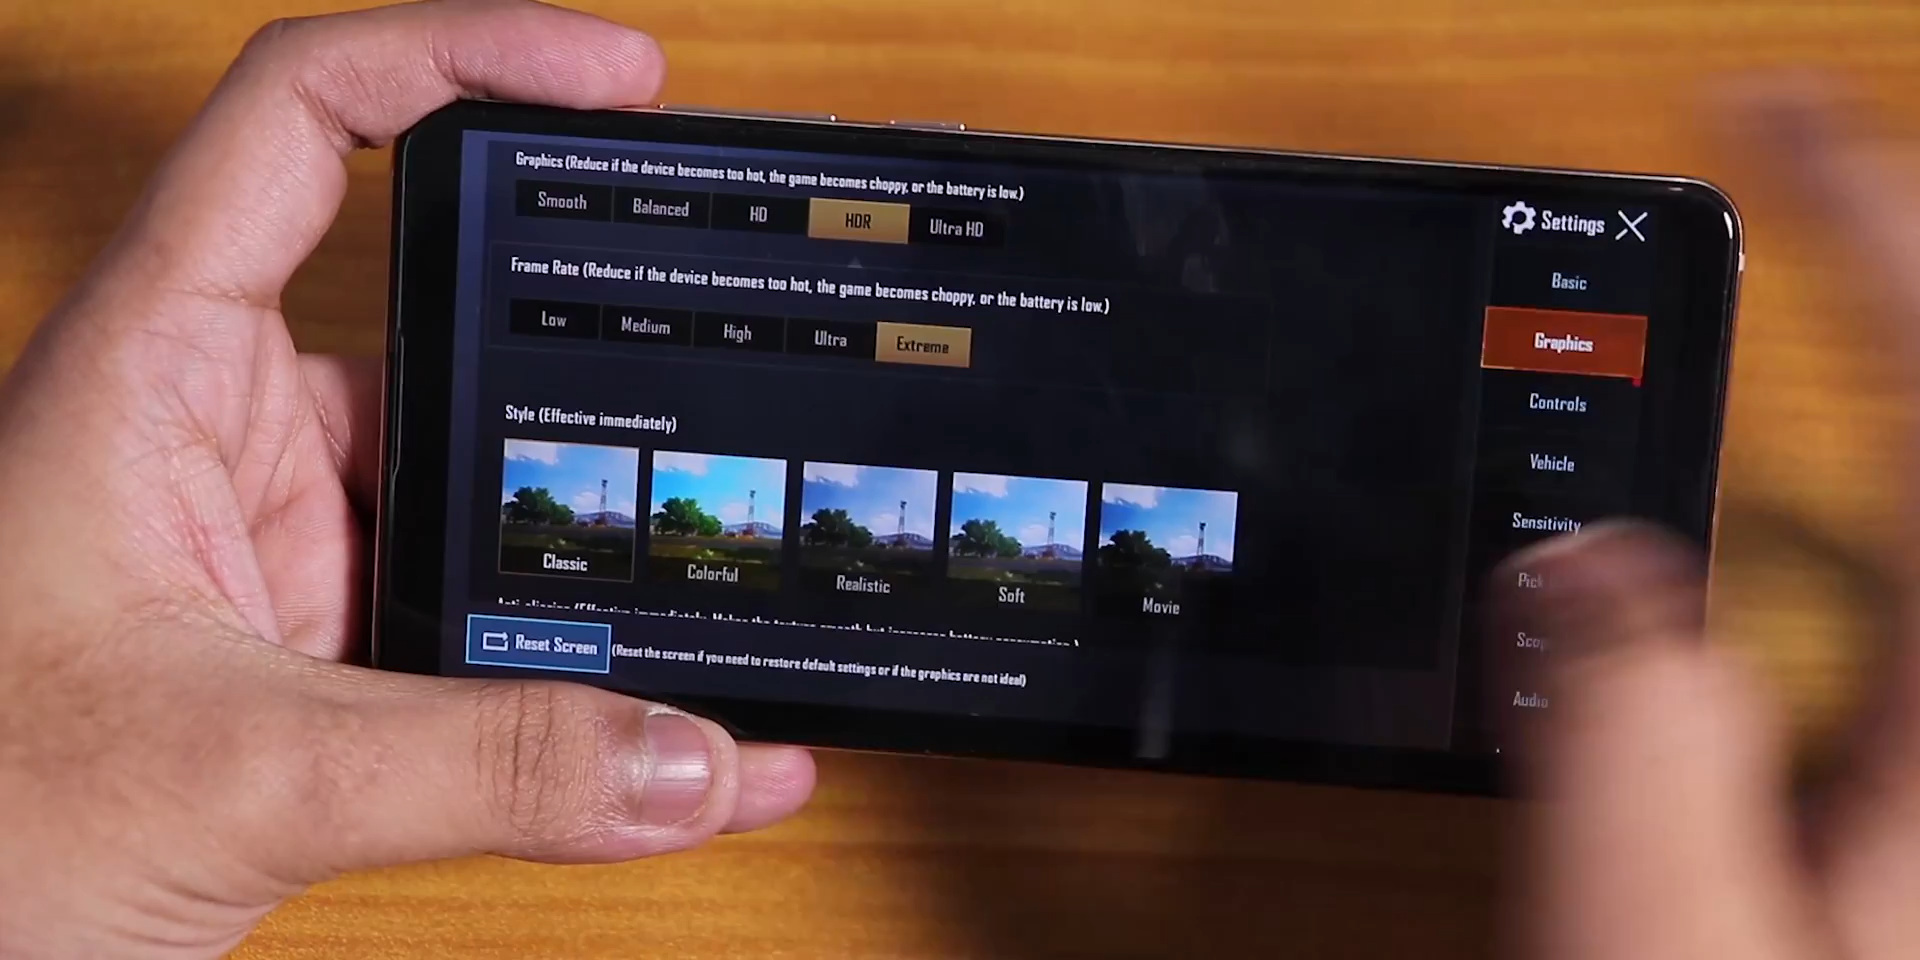 Graphics (Reduce if the device becomes too hot, the game becomes choppy, or the battery is low.)
Smooth
Balanced
HD
HDR
Ultra HD
Frame Rate (Reduce if the device becomes too hot, the game becomes choppy, or the battery is low.)
Low
Medium
High
Ultra
Extreme
Style (Effective immediately)
Classic
Colorful
Realistic
Soft
Movie
Reset Screen
(Reset the screen if you need to restore default settings or if the graphics are not ideal)
Settings
Basic
Graphics
Controls
Vehicle
Sensitivity
Pick
Audio